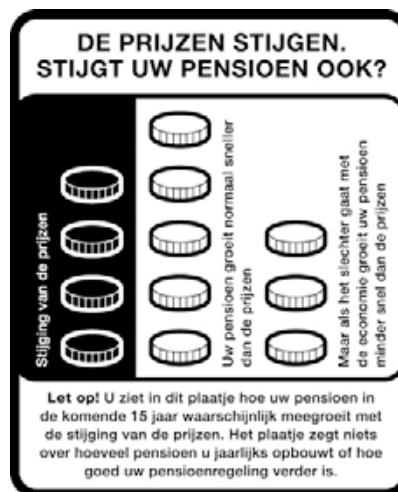 DE PRIJZEN STIJGEN.
STIJGT UW PENSIOEN OOK?
Stijging van de prijzen
Uw pensioen groeit normaal sneller
dan de prijzen
Maar als het slechter gaat met
de economie groeit uw pensioen
minder snel dan de prijzen
Let op! U ziet in dit plaatje hoe uw pensioen in
de komende 15 jaar waarschijnlijk meegroeit met
de stijging van de prijzen. Het plaatje zegt niets
over hoeveel pensioen u jaarlijks opbouwt of hoe
goed uw pensioenregeling verder is.